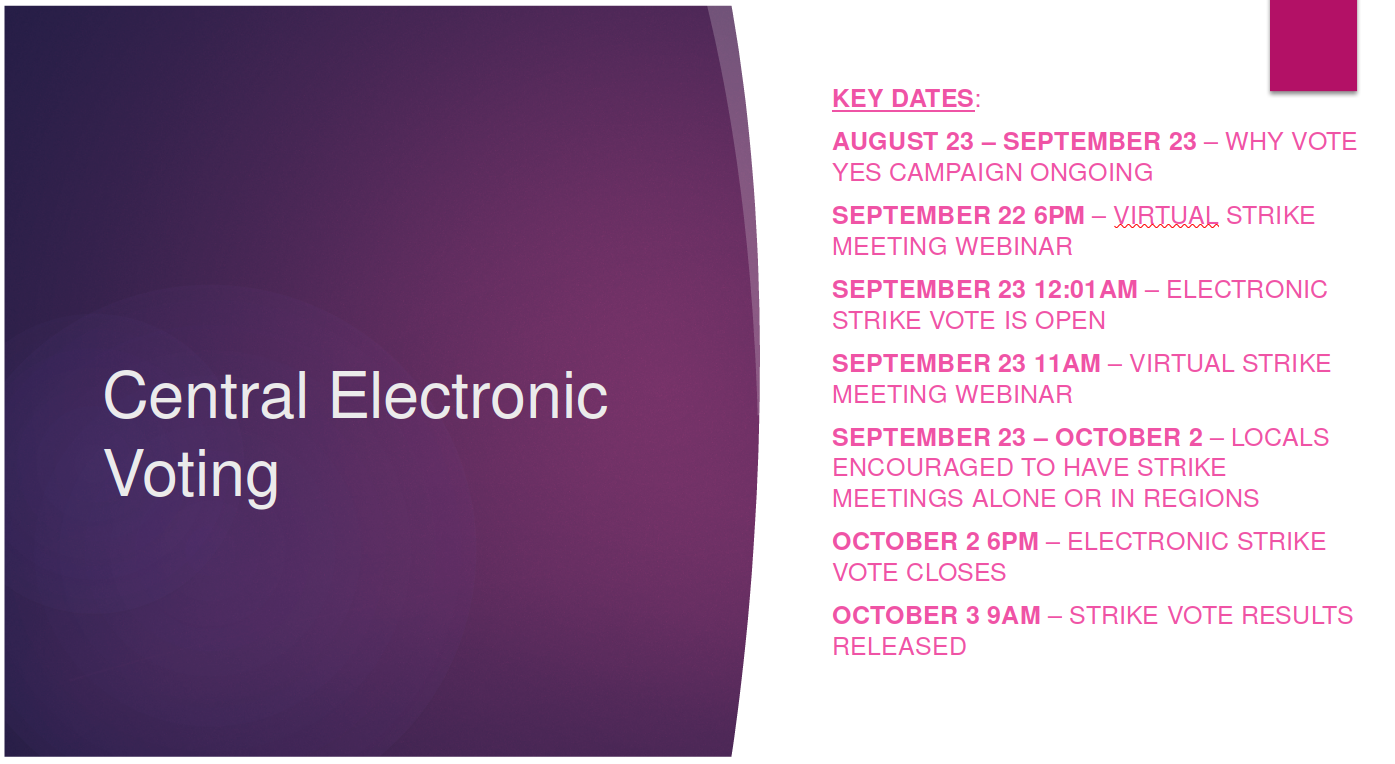 Central Electronic
Voting
KEY DATES:
AUGUST 23 – SEPTEMBER 23 – WHY VOTE
YES CAMPAIGN ONGOING
SEPTEMBER 22 6PM – VIRTUAL STRIKE
MEETING WEBINAR
SEPTEMBER 23 12:01AM – ELECTRONIC
STRIKE VOTE IS OPEN
SEPTEMBER 23 11AM – VIRTUAL STRIKE
MEETING WEBINAR
SEPTEMBER 23 – OCTOBER 2 – LOCALS
ENCOURAGED TO HAVE STRIKE
MEETINGS ALONE OR IN REGIONS
OCTOBER 2 6PM – ELECTRONIC STRIKE
VOTE CLOSES
OCTOBER 3 9AM – STRIKE VOTE RESULTS
RELEASED